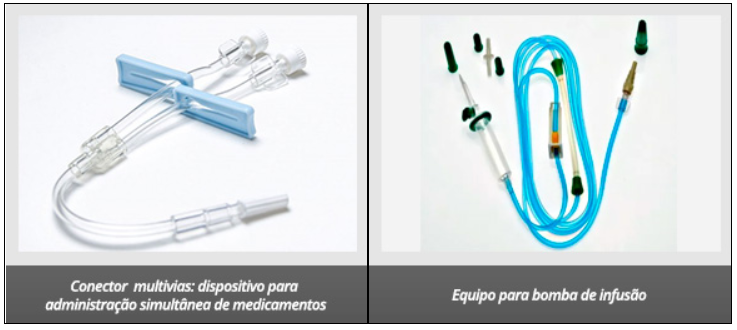 Conector multivias: dispositivo para
administração simultânea de medicamentos
Equipo para bomba de infusão